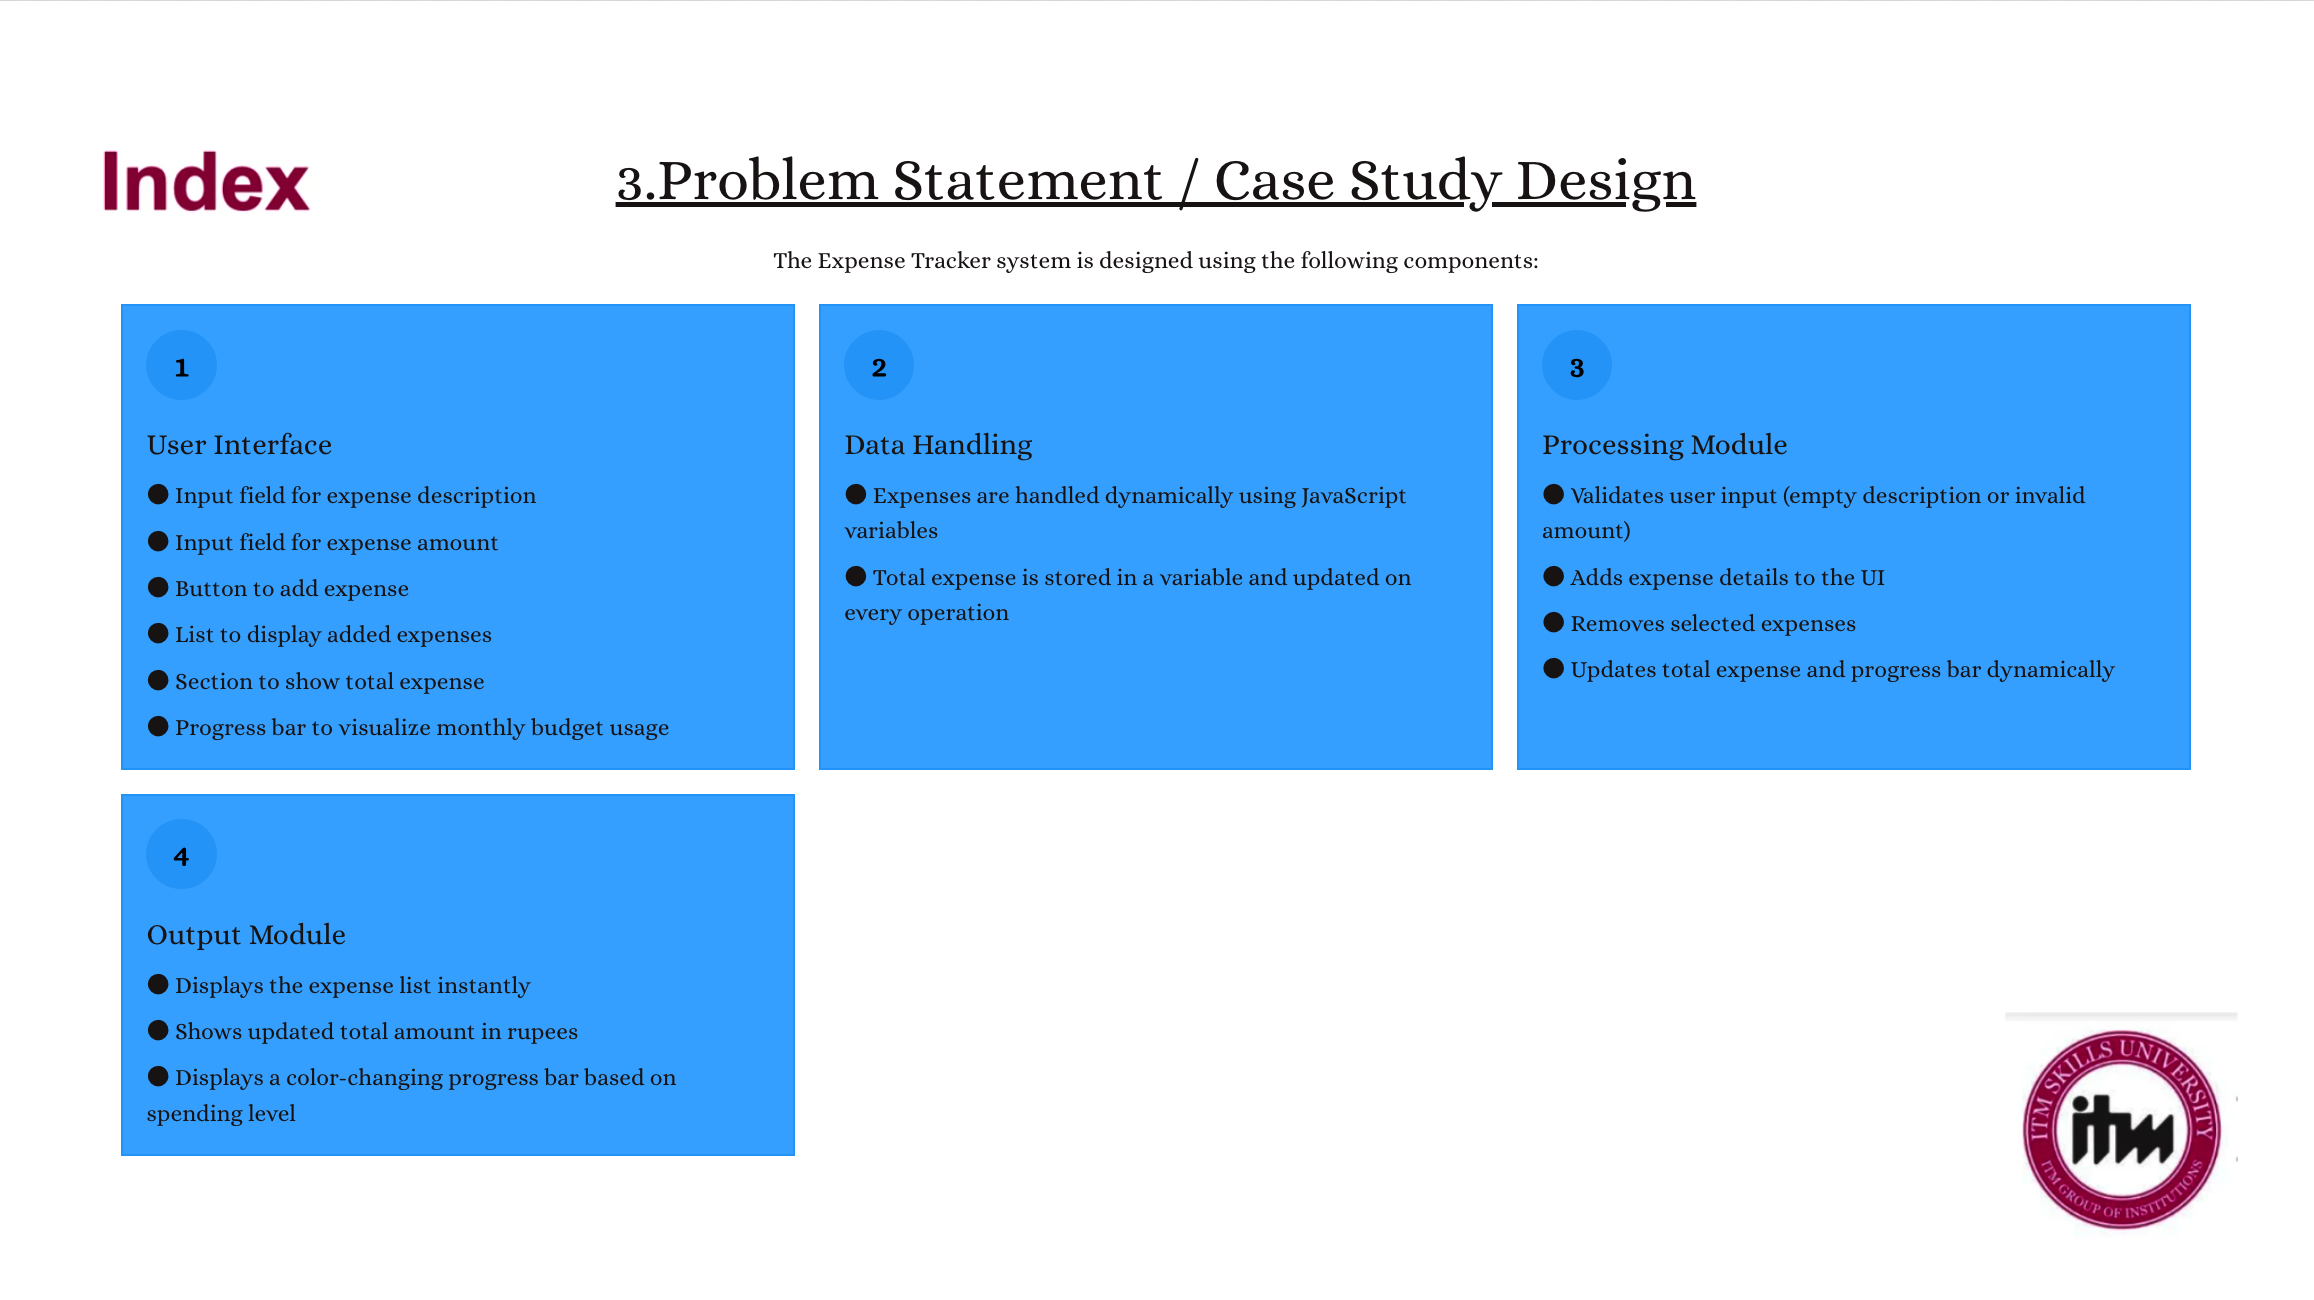 Index
3.Problem Statement / Case Study Design
The Expense Tracker system is designed using the following components:
1
User Interface
● Input field for expense description
● Input field for expense amount
● Button to add expense
● List to display added expenses
● Section to show total expense
● Progress bar to visualize monthly budget usage
2
Data Handling
● Expenses are handled dynamically using JavaScript
variables
● Total expense is stored in a variable and updated on
every operation
3
Processing Module
● Validates user input (empty description or invalid
amount)
● Adds expense details to the UI
● Removes selected expenses
● Updates total expense and progress bar dynamically
4
Output Module
● Displays the expense list instantly
● Shows updated total amount in rupees
● Displays a color-changing progress bar based on
spending level
ITM SKILLS UNIVERSITY
itm
ITM GROUP OF INSTITUTIONS